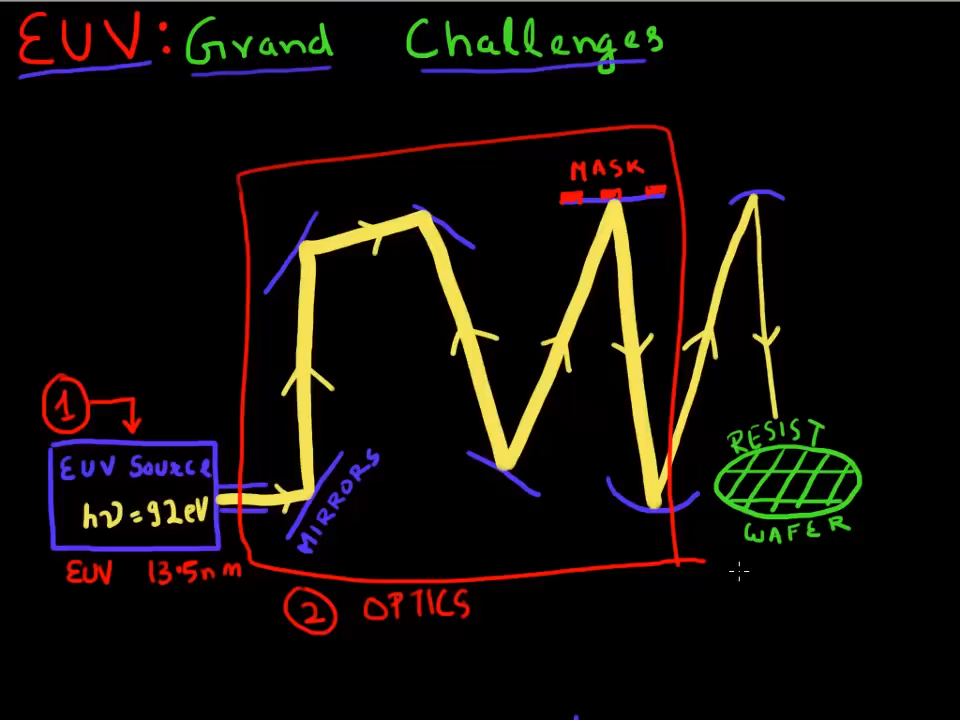 EUV: Grand Challenges
MASK
1
EUV Source
hν = 92eV
EUV 13.5nm
MIRRORS
RESIST
WAFER
2 OPTICS